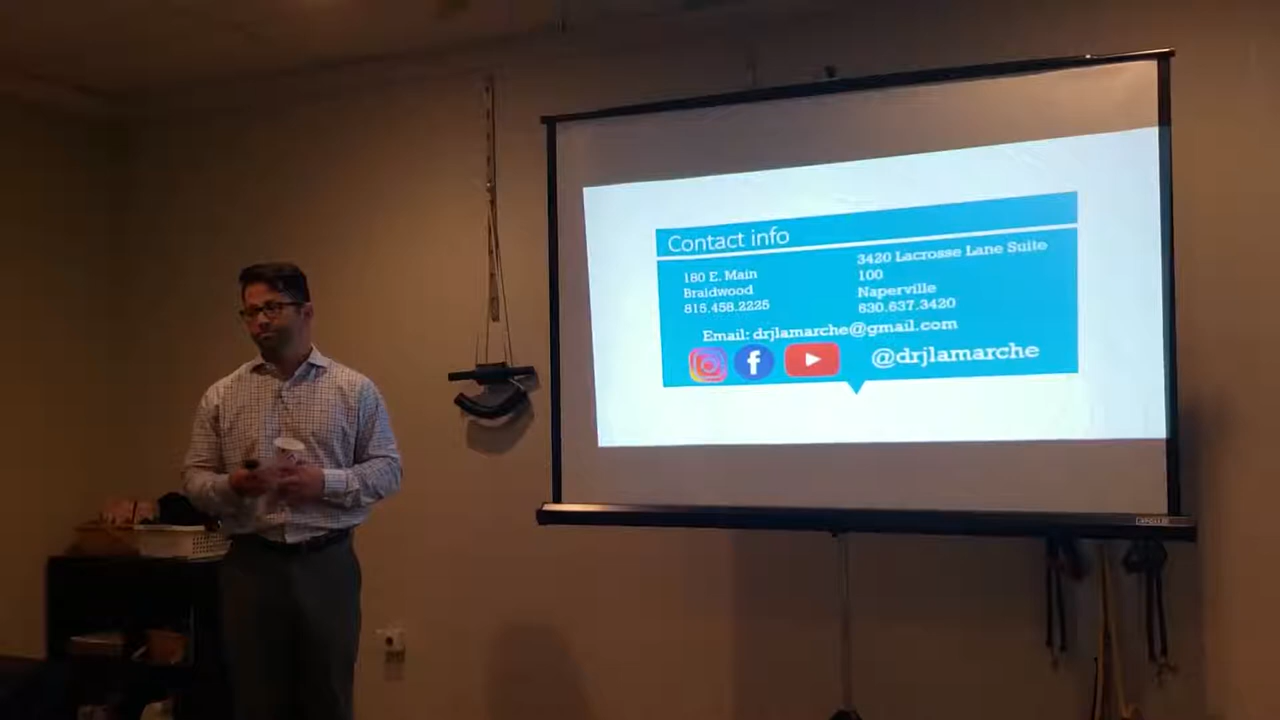 Contact info
180 E. Main
Braidwood
815.458.2225
3420 Lacrosse Lane Suite
100
Naperville
630.637.3420
Email: drjlamarche@gmail.com
@drjlamarche